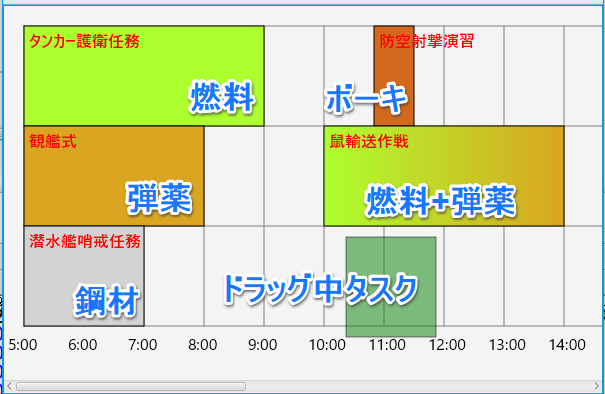 タンカー護衛任務
防空射撃演習
燃料
ボーキ
観艦式
鼠輸送作戦
弾薬
燃料+弾薬
潜水艦哨戒任務
ドラッグ中タスク
鋼材
5:00 6:00 7:00 8:00 9:00 10:00 11:00 12:00 13:00 14:00